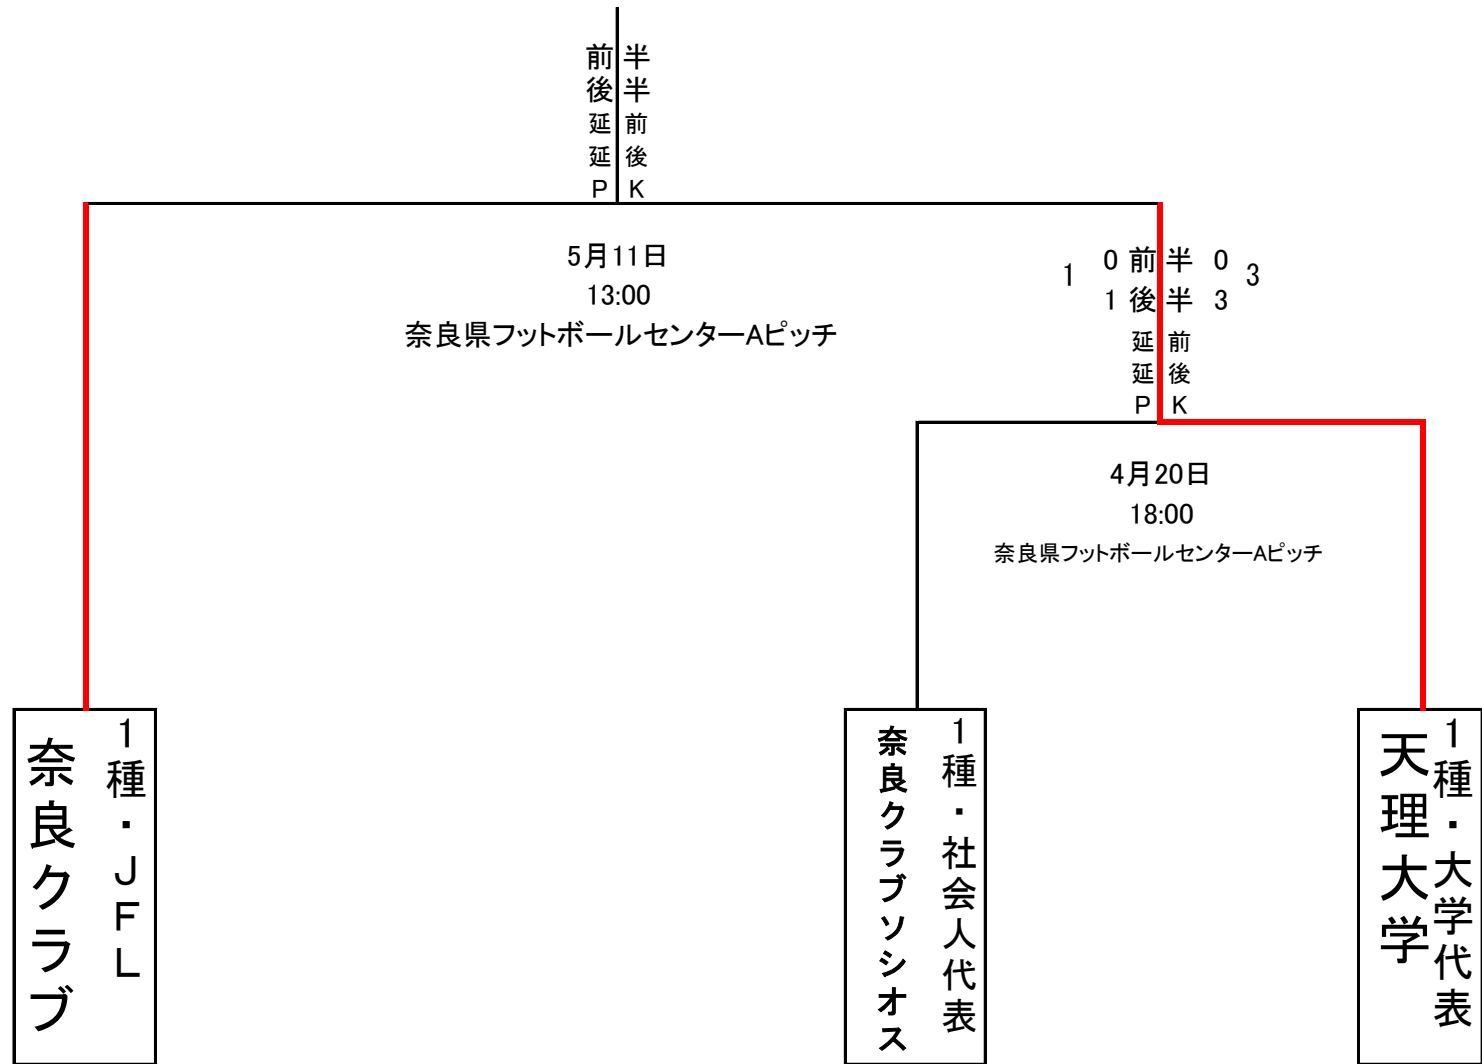 前半
後半
延前
延後
PK
5月11日
13:00
奈良県フットボールセンターAピッチ
1 0 前半 0 3
1 後半 3
延前
延後
PK
4月20日
18:00
奈良県フットボールセンターAピッチ
1種・JFL
奈良クラブ
1種・社会人代表
奈良クラブソシオス
1種・大学代表
天理大学